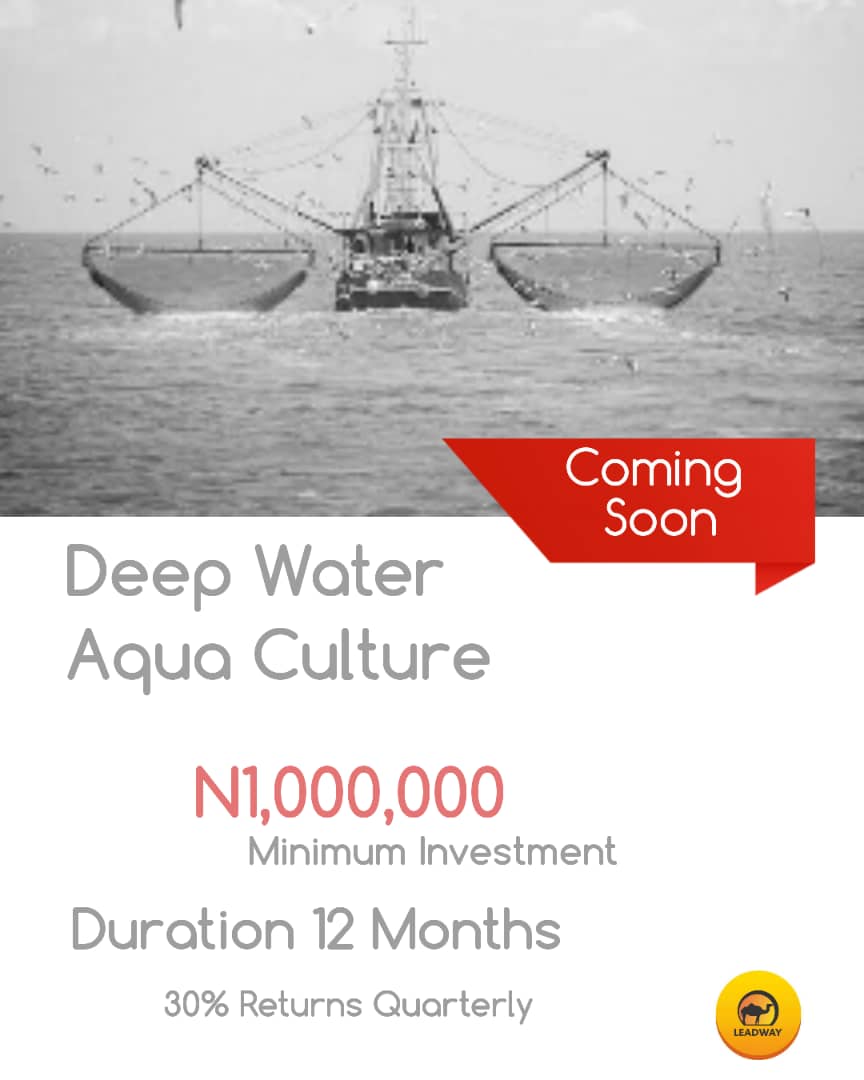 Coming
Soon
Deep Water
Aqua Culture
N1,000,000
Minimum Investment
Duration 12 Months
30% Returns Quarterly
LEADWAY